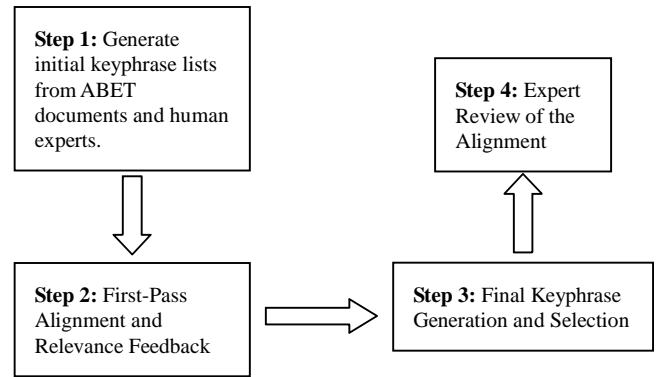 Step 1: Generate
initial keyphrase lists
from ABET
documents and human
experts.
Step 2: First-Pass
Alignment and
Relevance Feedback
Step 3: Final Keyphrase
Generation and Selection
Step 4: Expert
Review of the
Alignment